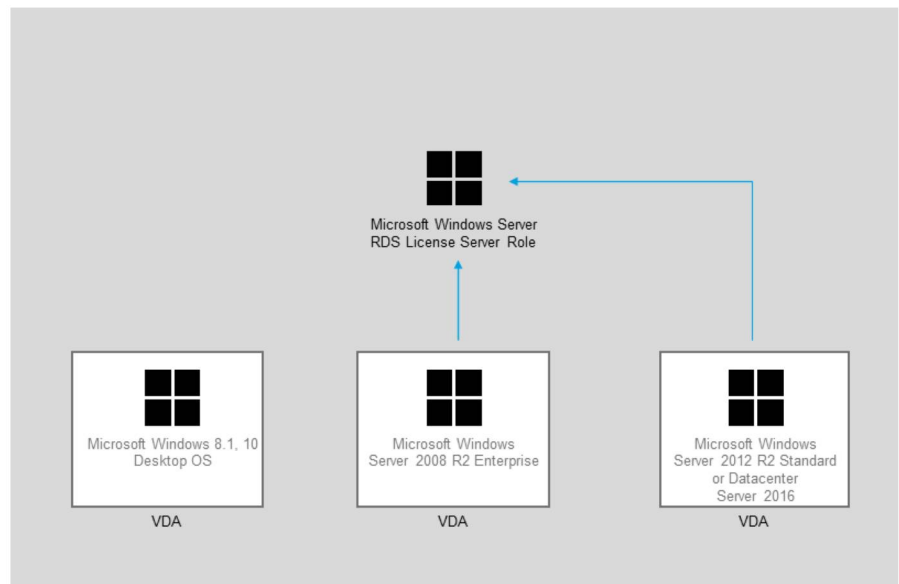 Microsoft Windows Server
RDS License Server Role
Microsoft Windows 8.1, 10
Desktop OS
VDA
Microsoft Windows
Server 2008 R2 Enterprise
VDA
Microsoft Windows
Server 2012 R2 Standard
or Datacenter
Server 2016
VDA